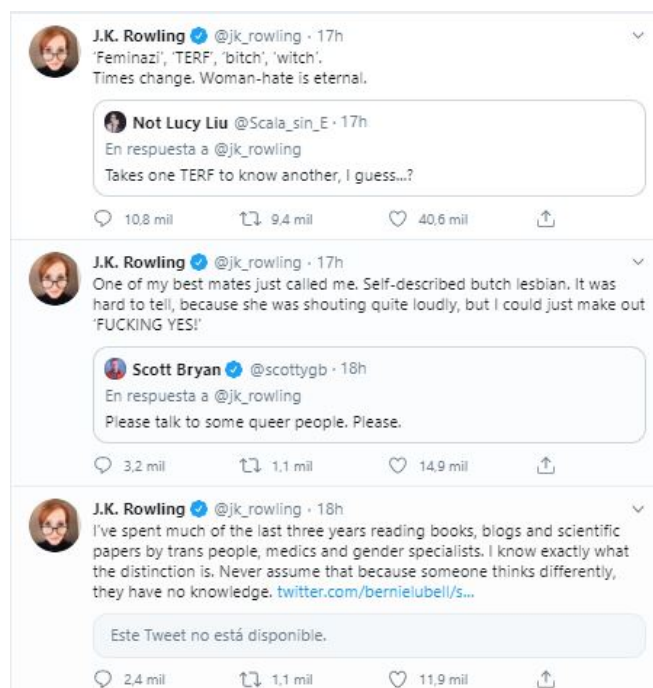 J.K. Rowling @jk_rowling · 17h
'Feminazi', 'TERF', 'bitch', 'witch'.
Times change. Woman-hate is eternal.
Not Lucy Liu @Scala_sin_E · 17h
En respuesta a @jk_rowling
Takes one TERF to know another, I guess...?
10,8 mil 9,4 mil 40,6 mil
J.K. Rowling @jk_rowling · 17h
One of my best mates just called me. Self-described butch lesbian. It was
hard to tell, because she was shouting quite loudly, but I could just make out
'FUCKING YES!'
Scott Bryan @scottygb · 18h
En respuesta a @jk_rowling
Please talk to some queer people. Please.
3,2 mil 1,1 mil 14,9 mil
J.K. Rowling @jk_rowling · 18h
I've spent much of the last three years reading books, blogs and scientific
papers by trans people, medics and gender specialists. I know exactly what
the distinction is. Never assume that because someone thinks differently,
they have no knowledge. twitter.com/bernielubell/s...
Este Tweet no está disponible.
2,4 mil 1,1 mil 11,9 mil